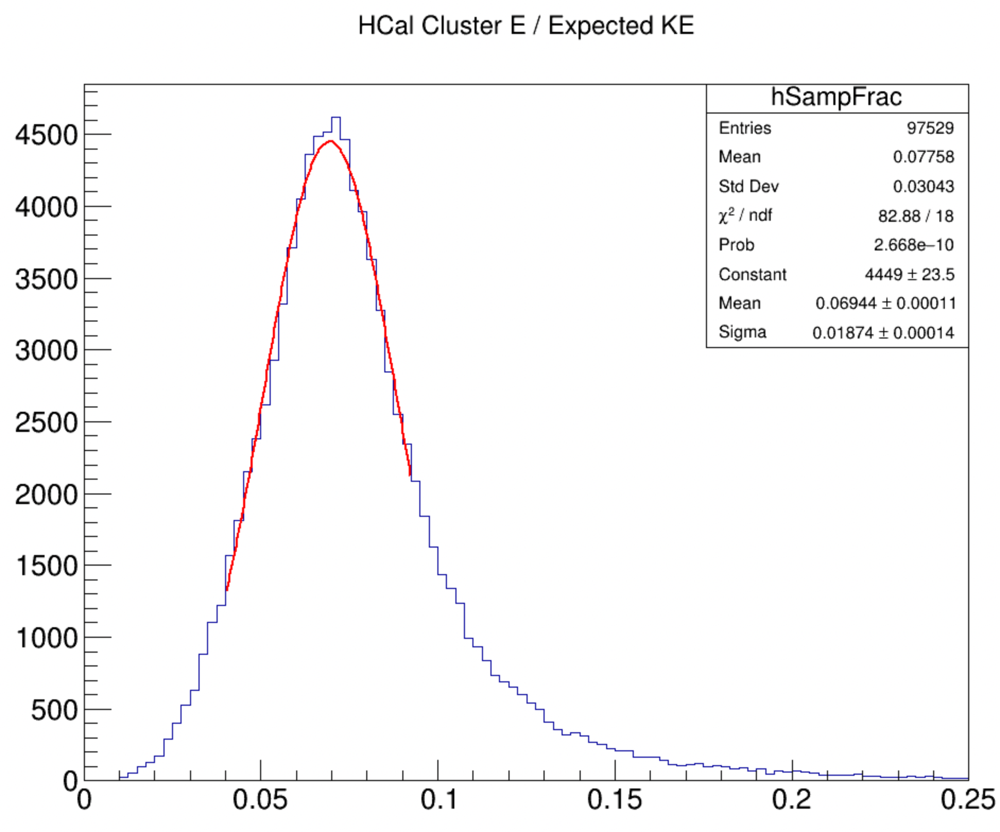 HCal Cluster E / Expected KE
hSampFrac
Entries 97529
Mean 0.07758
Std Dev 0.03043
χ² / ndf 82.88 / 18
Prob 2.668e−10
Constant 4449 ± 23.5
Mean 0.06944 ± 0.00011
Sigma 0.01874 ± 0.00014
4500
4000
3500
3000
2500
2000
1500
1000
500
0
0 0.05 0.1 0.15 0.2 0.25